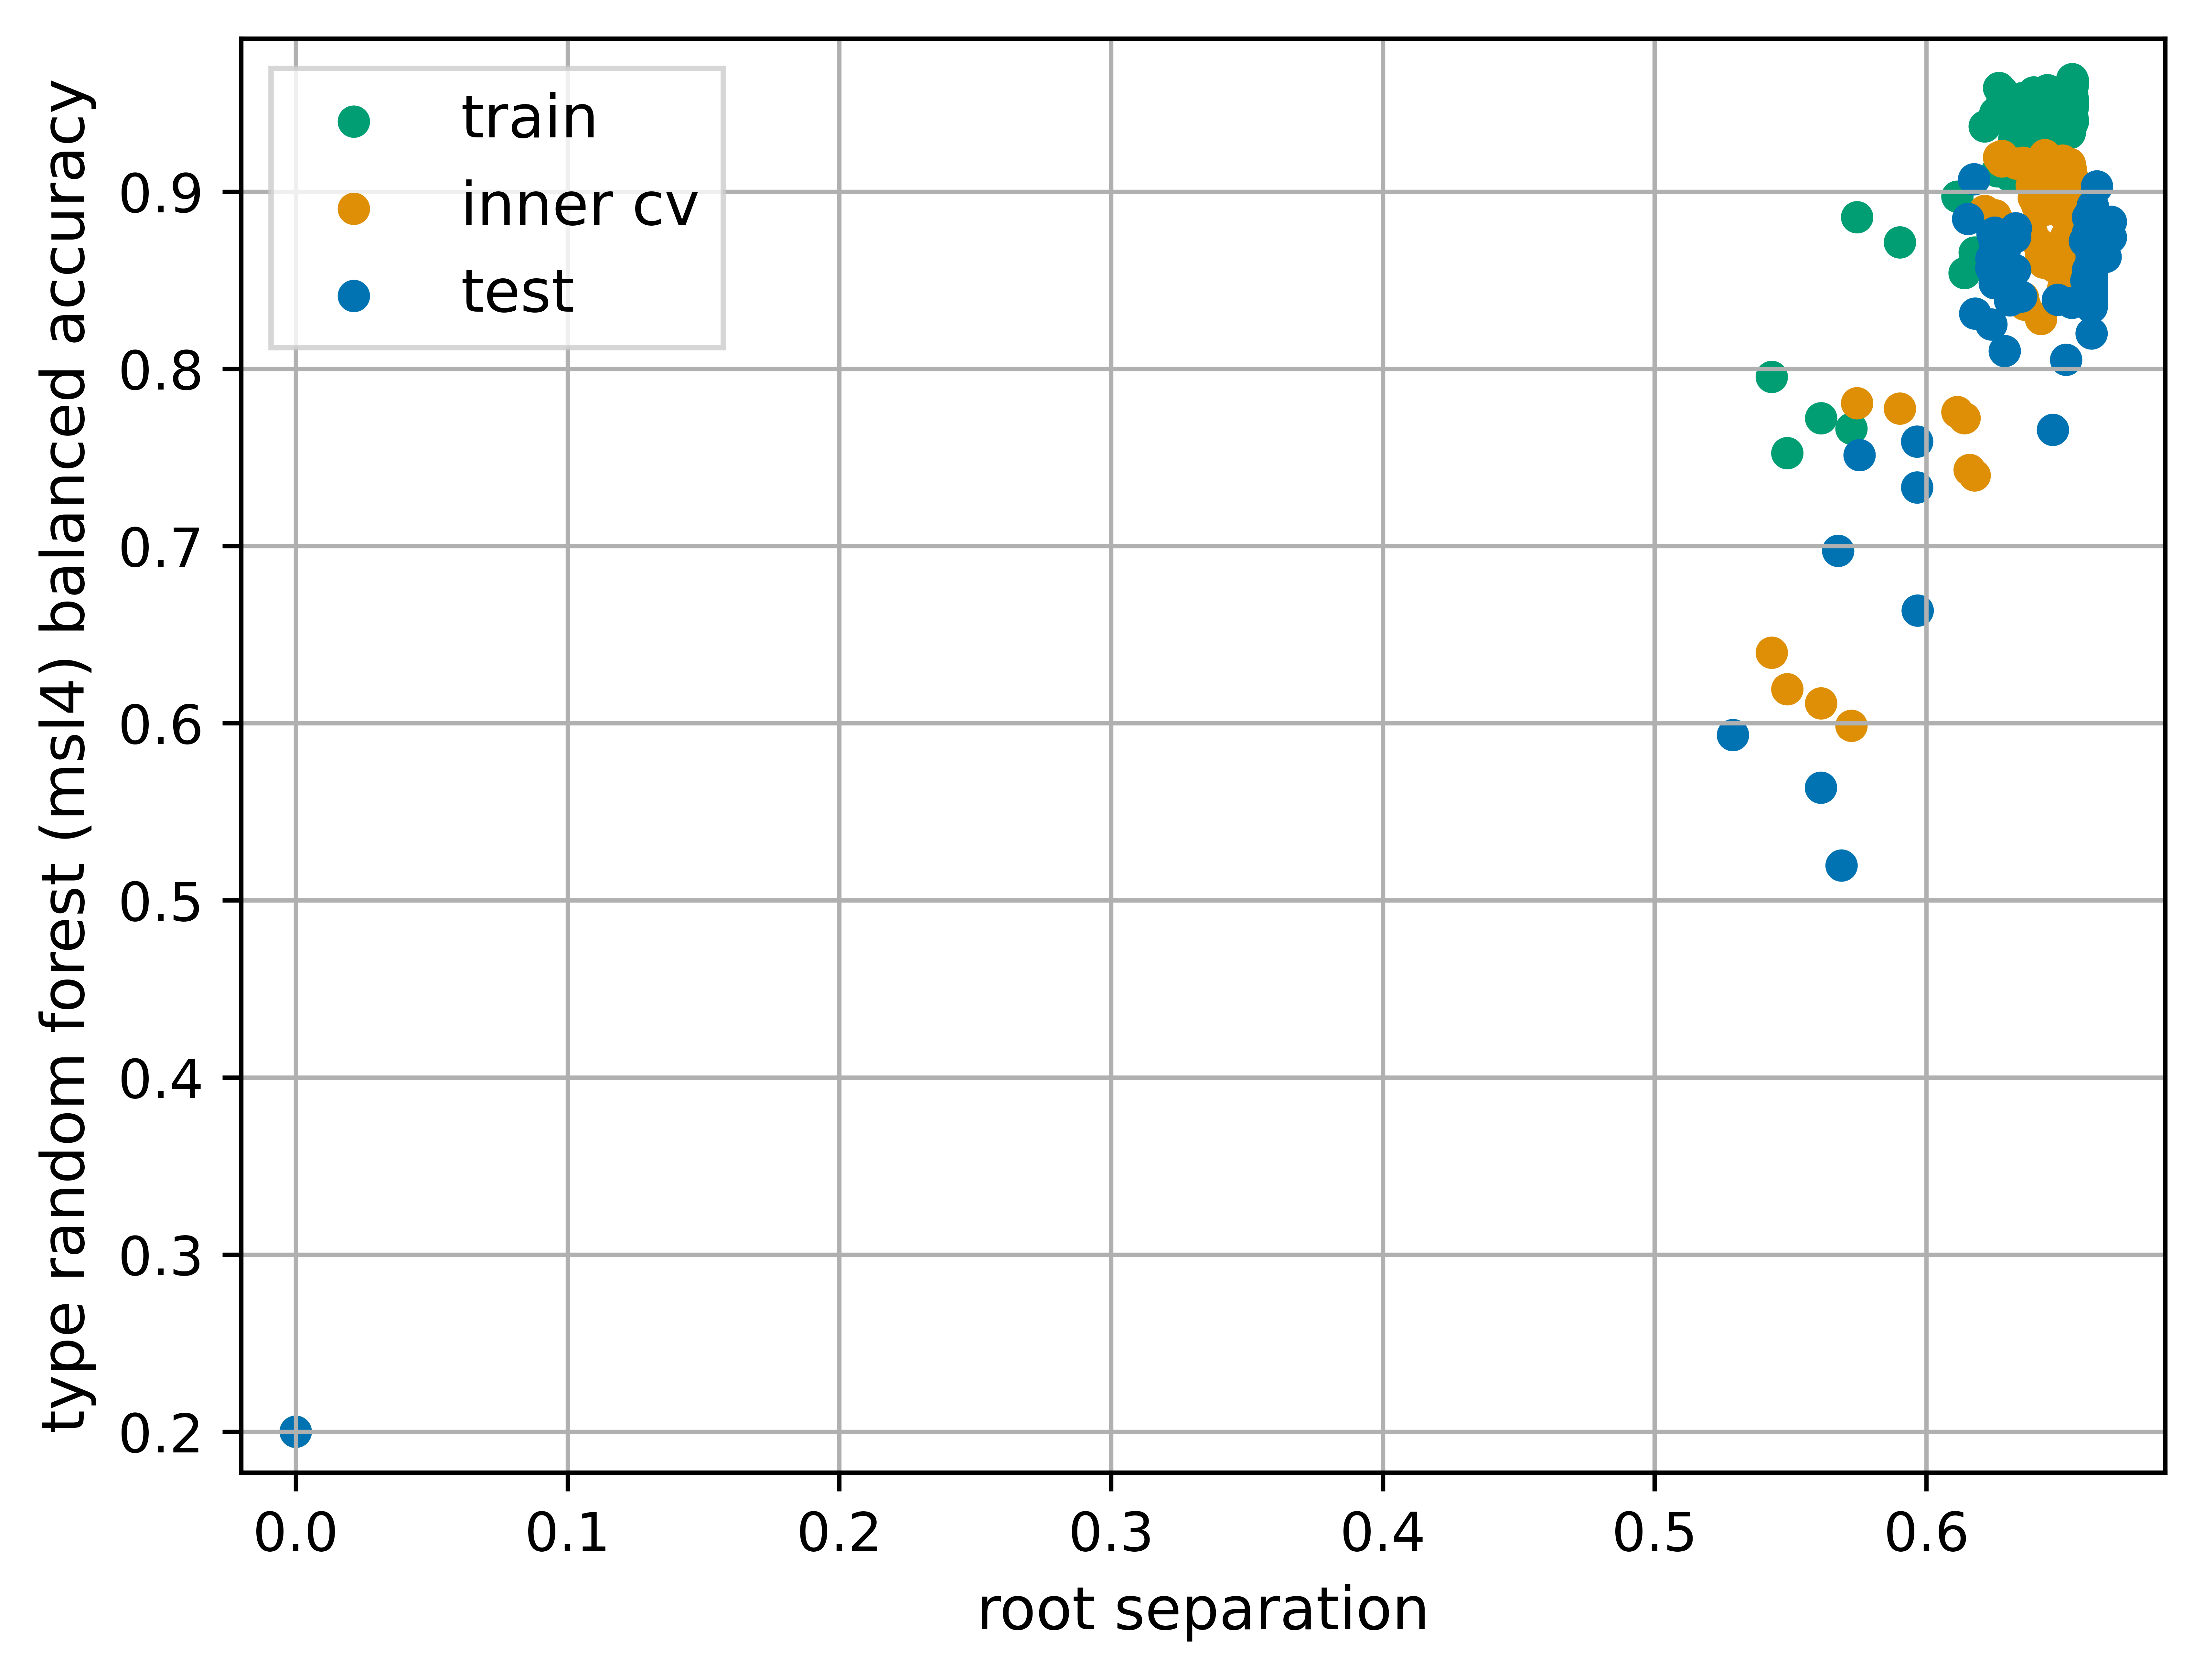 train
inner cv
test
type random forest (msl4) balanced accuracy
0.9
0.8
0.7
0.6
0.5
0.4
0.3
0.2
0.0 0.1 0.2 0.3 0.4 0.5 0.6
root separation